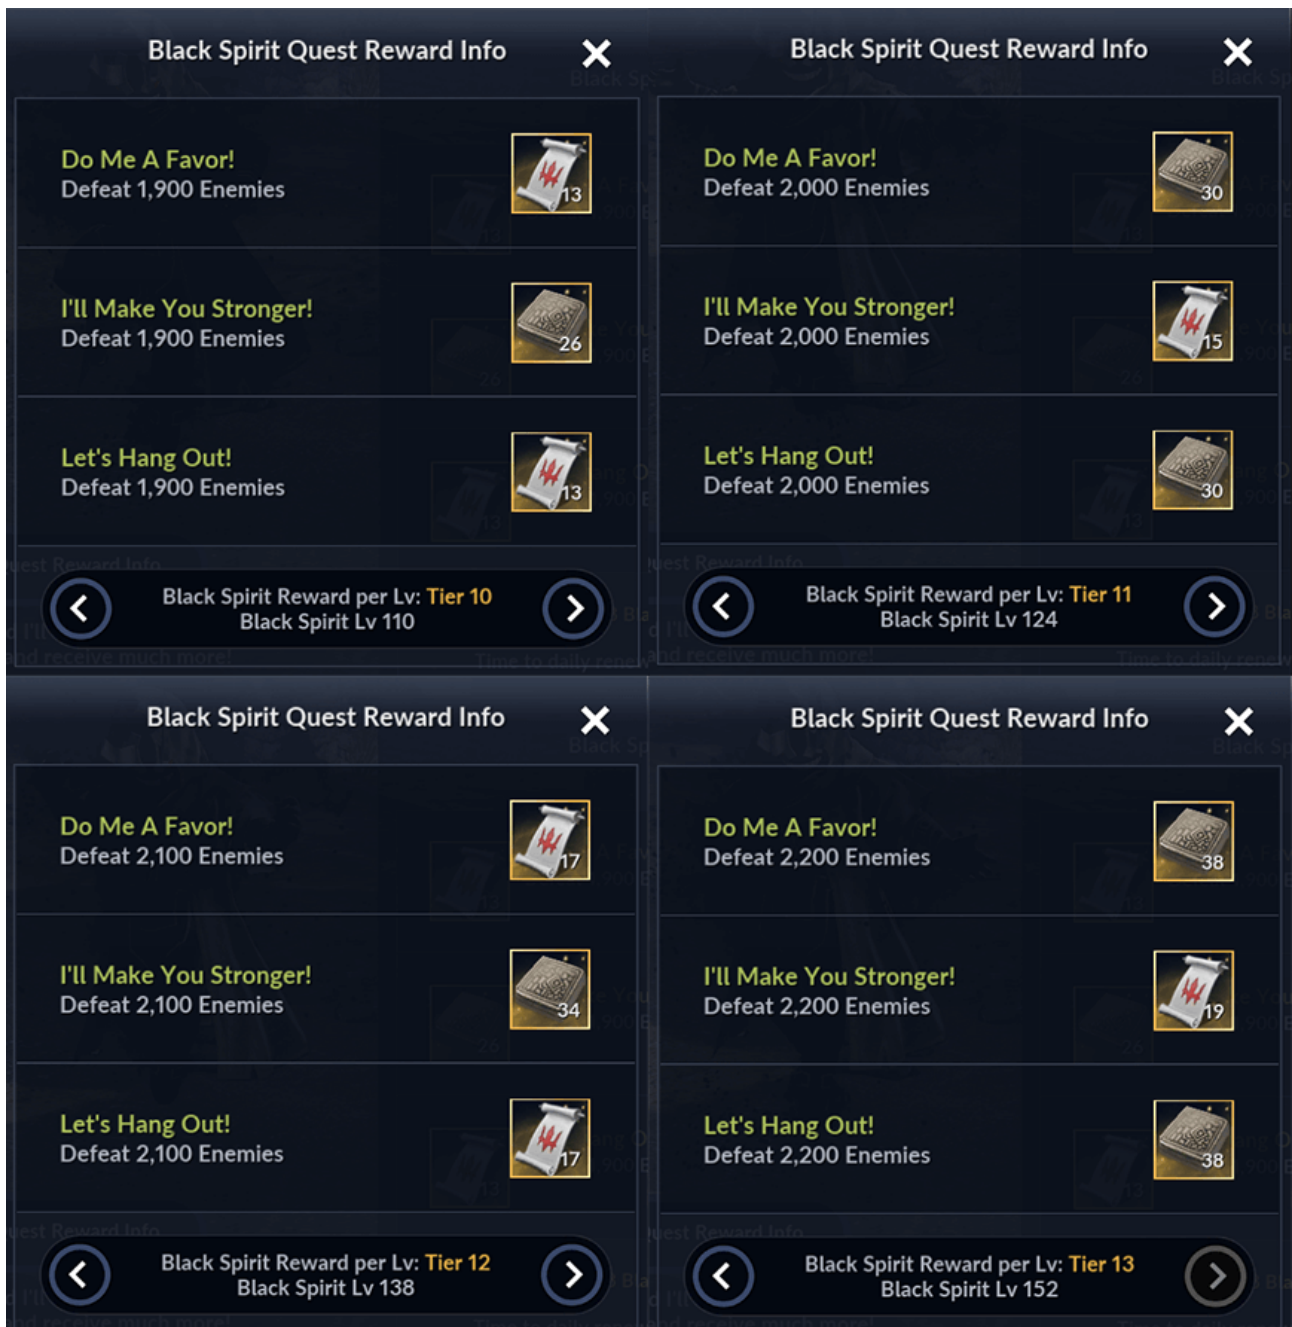 Black Spirit Quest Reward Info
Do Me A Favor!
Defeat 1,900 Enemies
13
I'll Make You Stronger!
Defeat 1,900 Enemies
26
Let's Hang Out!
Defeat 1,900 Enemies
13
Black Spirit Reward per Lv: Tier 10
Black Spirit Lv 110
Black Spirit Quest Reward Info
Do Me A Favor!
Defeat 2,000 Enemies
30
I'll Make You Stronger!
Defeat 2,000 Enemies
15
Let's Hang Out!
Defeat 2,000 Enemies
30
Black Spirit Reward per Lv: Tier 11
Black Spirit Lv 124
Black Spirit Quest Reward Info
Do Me A Favor!
Defeat 2,100 Enemies
17
I'll Make You Stronger!
Defeat 2,100 Enemies
34
Let's Hang Out!
Defeat 2,100 Enemies
17
Black Spirit Reward per Lv: Tier 12
Black Spirit Lv 138
Black Spirit Quest Reward Info
Do Me A Favor!
Defeat 2,200 Enemies
38
I'll Make You Stronger!
Defeat 2,200 Enemies
19
Let's Hang Out!
Defeat 2,200 Enemies
38
Black Spirit Reward per Lv: Tier 13
Black Spirit Lv 152